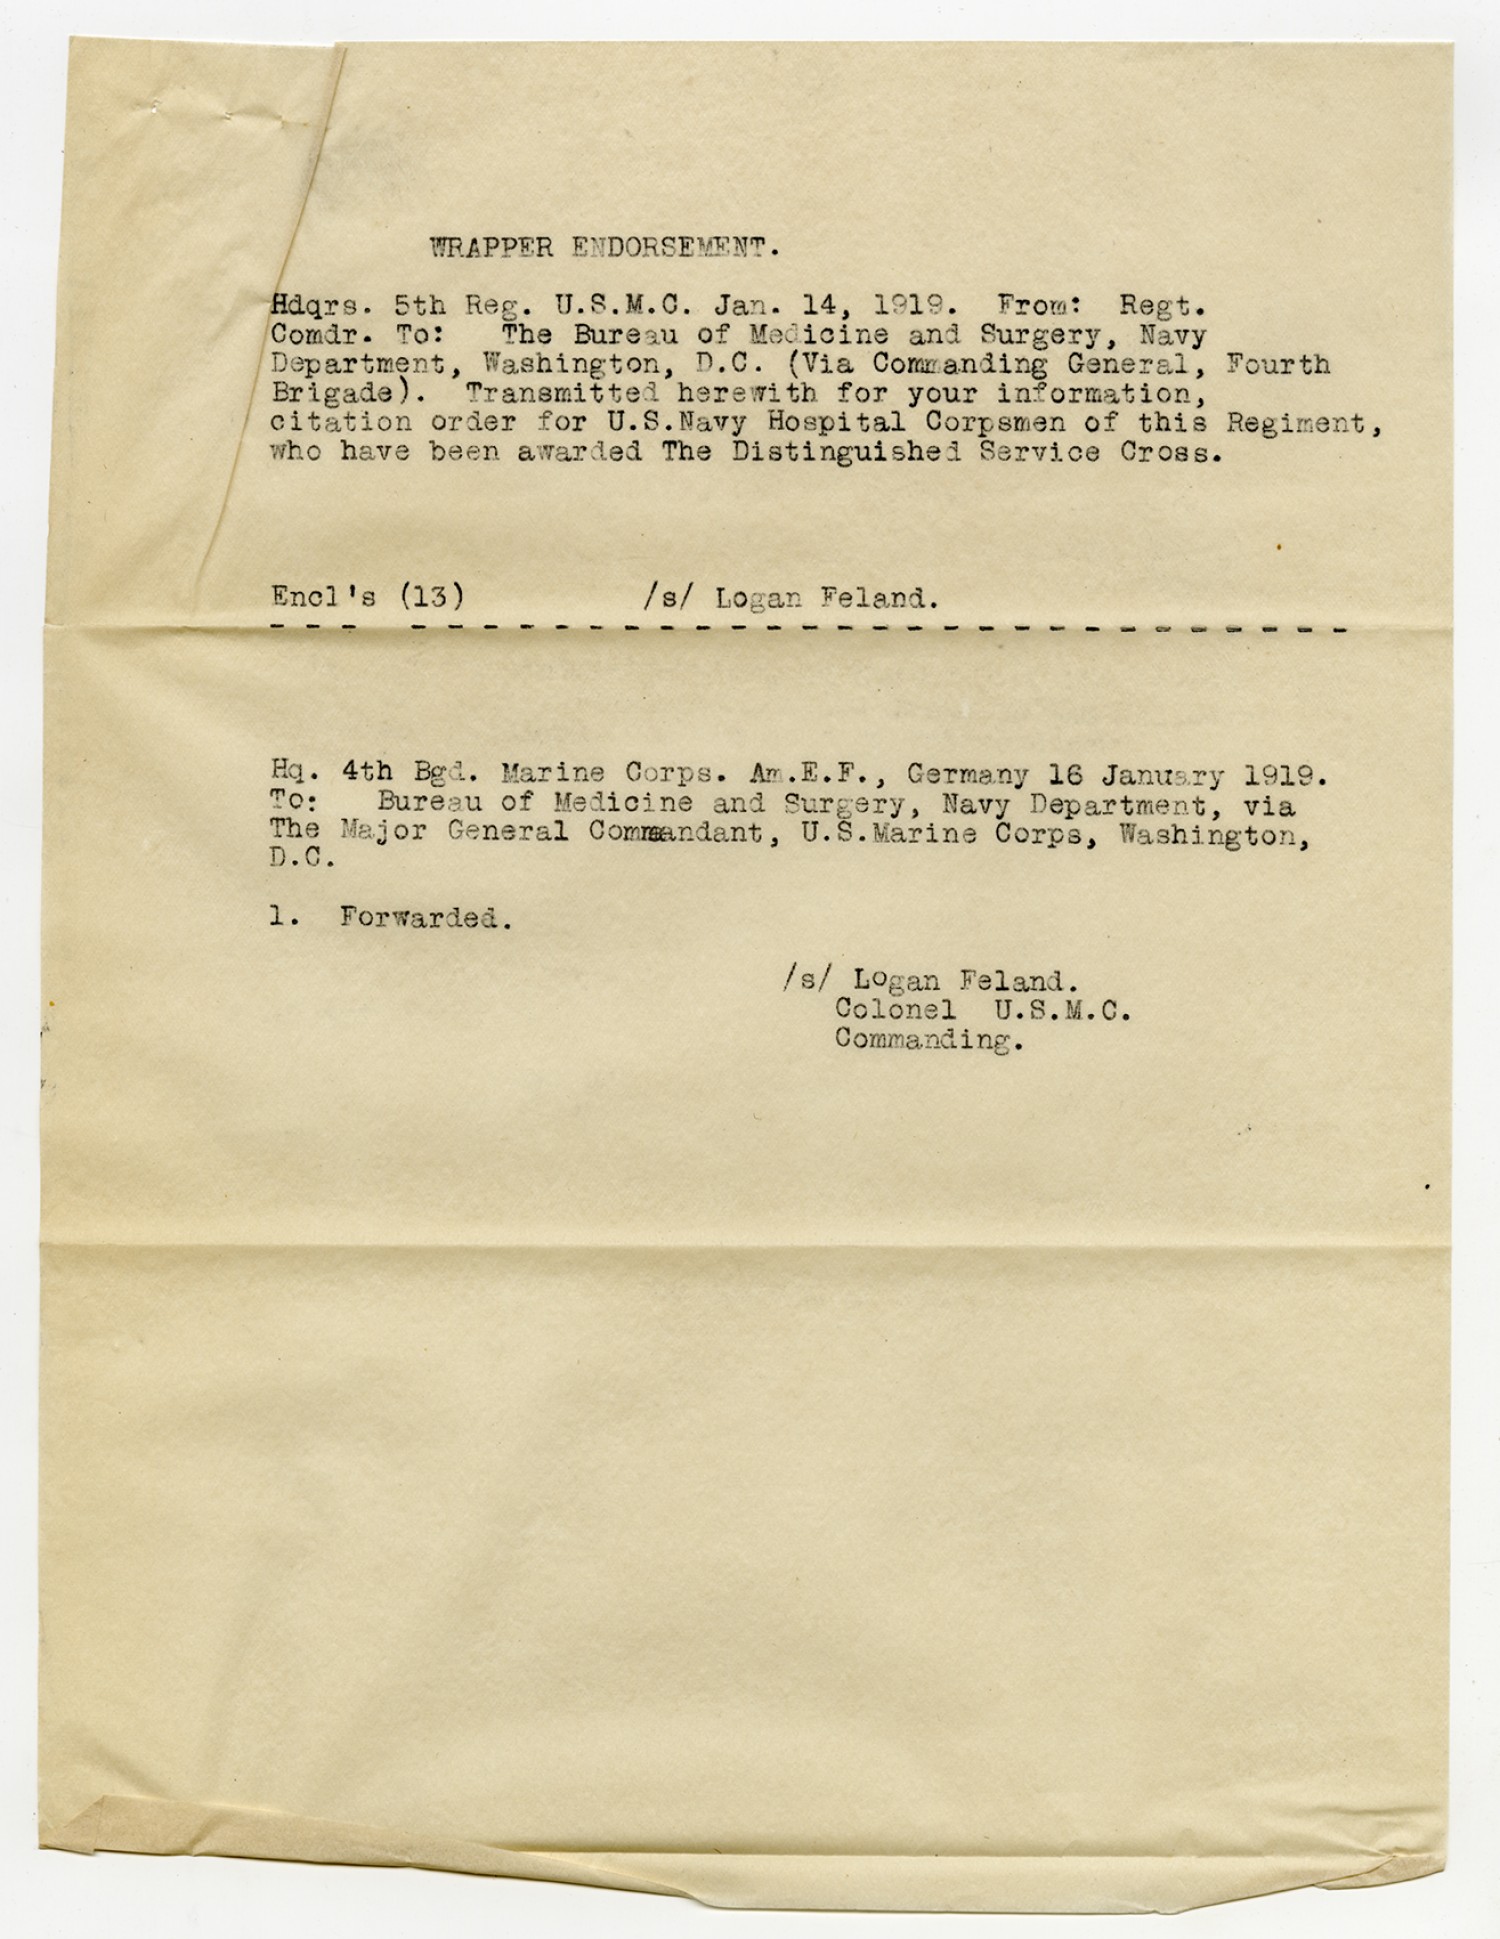 WRAPPER ENDORSEMENT.
Hdqrs. 5th Reg. U.S.M.C. Jan. 14, 1919. From: Regt.
Comdr. To: The Bureau of Medicine and Surgery, Navy
Department, Washington, D.C. (Via Commanding General, Fourth
Brigade). Transmitted herewith for your information,
citation order for U.S.Navy Hospital Corpsmen of this Regiment,
who have been awarded The Distinguished Service Cross.
Encl's (13) /s/ Logan Feland.
- - - - - - - - - - - - - - - - - - - - - - - - - - - - - -
Hq. 4th Bgd. Marine Corps. Am.E.F., Germany 16 January 1919.
To: Bureau of Medicine and Surgery, Navy Department, via
The Major General Commandant, U.S.Marine Corps, Washington,
D.C.
1. Forwarded.
/s/ Logan Feland.
Colonel U.S.M.C.
Commanding.